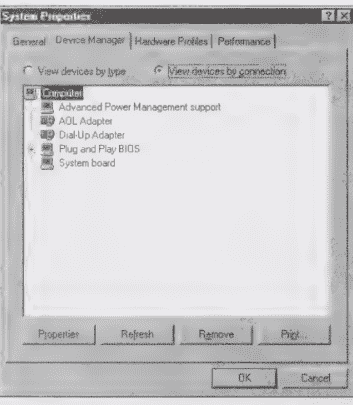 System Properties
General Device Manager Hardware Profiles Performance
View devices by type View devices by connection
Computer
Advanced Power Management support
AOL Adapter
Dial-Up Adapter
Plug and Play BIOS
System board
Properties Refresh Remove Print...
OK Cancel